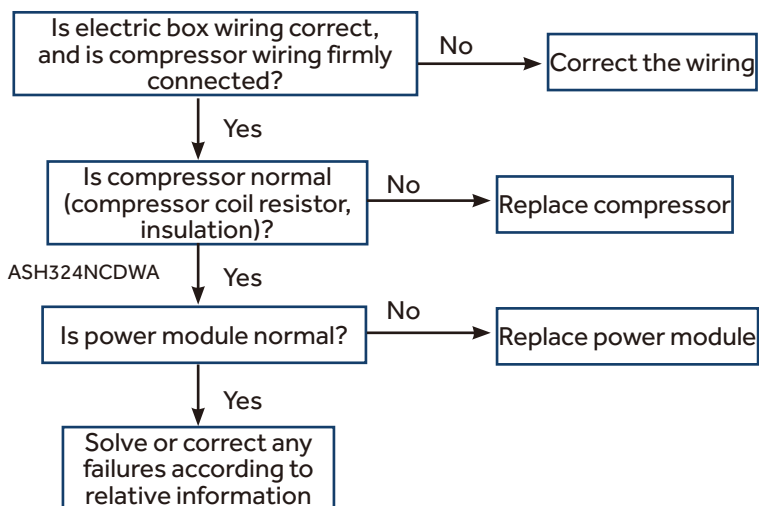 Is electric box wiring correct,
and is compressor wiring firmly
connected?
No
Correct the wiring
Yes
Is compressor normal
(compressor coil resistor,
insulation)?
No
Replace compressor
ASH324NCDWA
Yes
Is power module normal?
No
Replace power module
Yes
Solve or correct any
failures according to
relative information